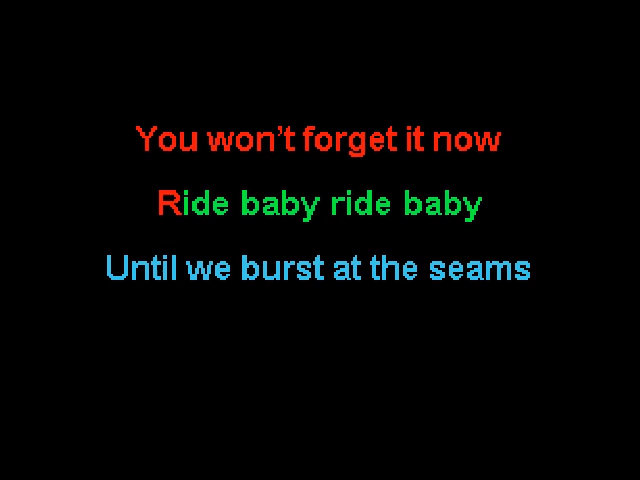 You won't forget it now
Ride baby ride baby
Until we burst at the seams